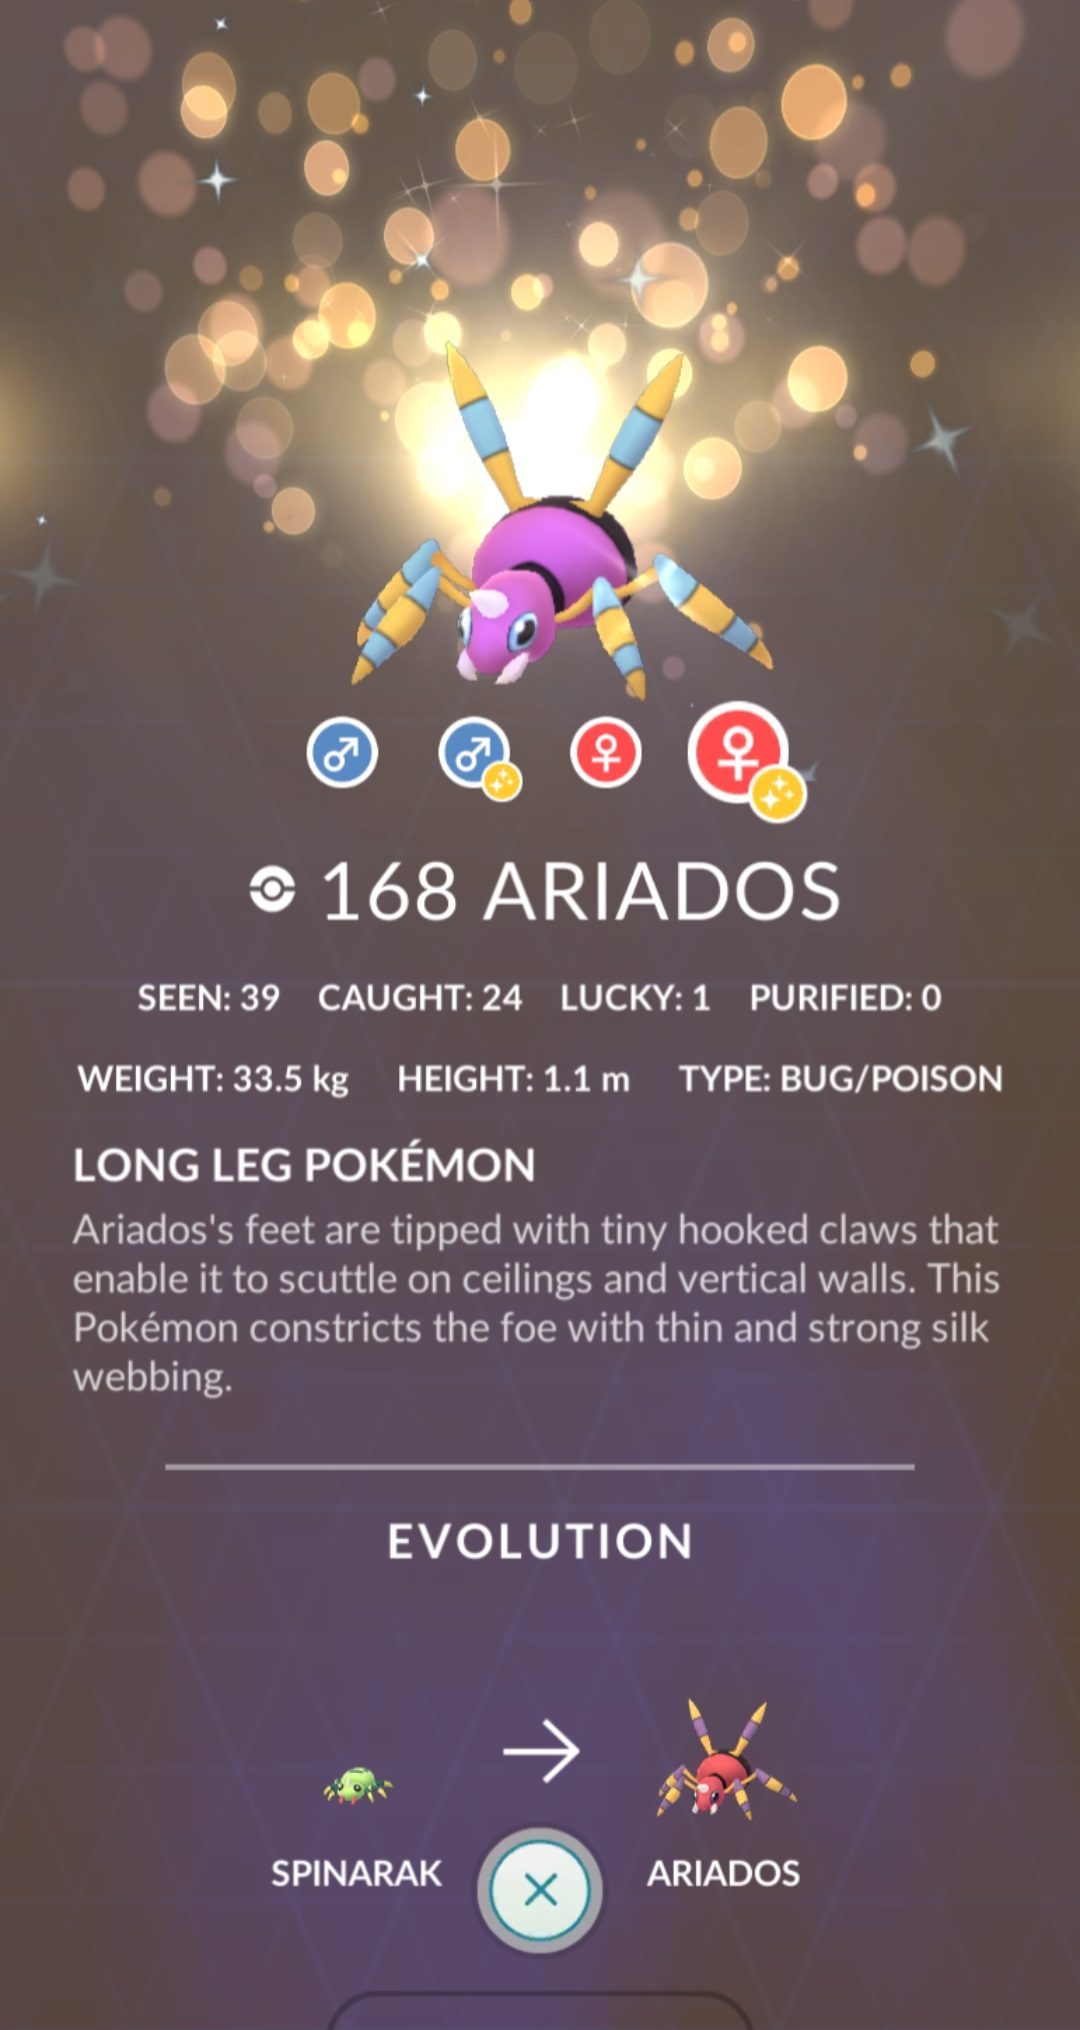 168 ARIADOS
SEEN: 39 CAUGHT: 24 LUCKY: 1 PURIFIED: 0
WEIGHT: 33.5 kg HEIGHT: 1.1 m TYPE: BUG/POISON
LONG LEG POKÉMON
Ariados's feet are tipped with tiny hooked claws that
enable it to scuttle on ceilings and vertical walls. This
Pokémon constricts the foe with thin and strong silk
webbing.
EVOLUTION
SPINARAK ARIADOS